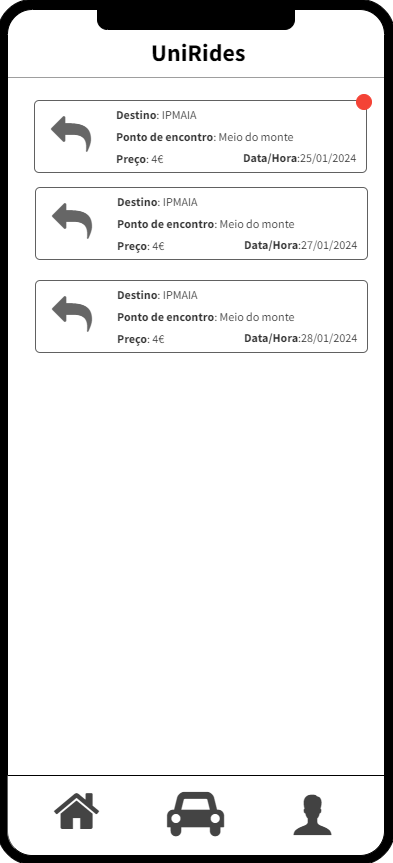 UniRides
Destino: IPMAIA
Ponto de encontro: Meio do monte
Preço: 4€ Data/Hora:25/01/2024
Destino: IPMAIA
Ponto de encontro: Meio do monte
Preço: 4€ Data/Hora:27/01/2024
Destino: IPMAIA
Ponto de encontro: Meio do monte
Preço: 4€ Data/Hora:28/01/2024